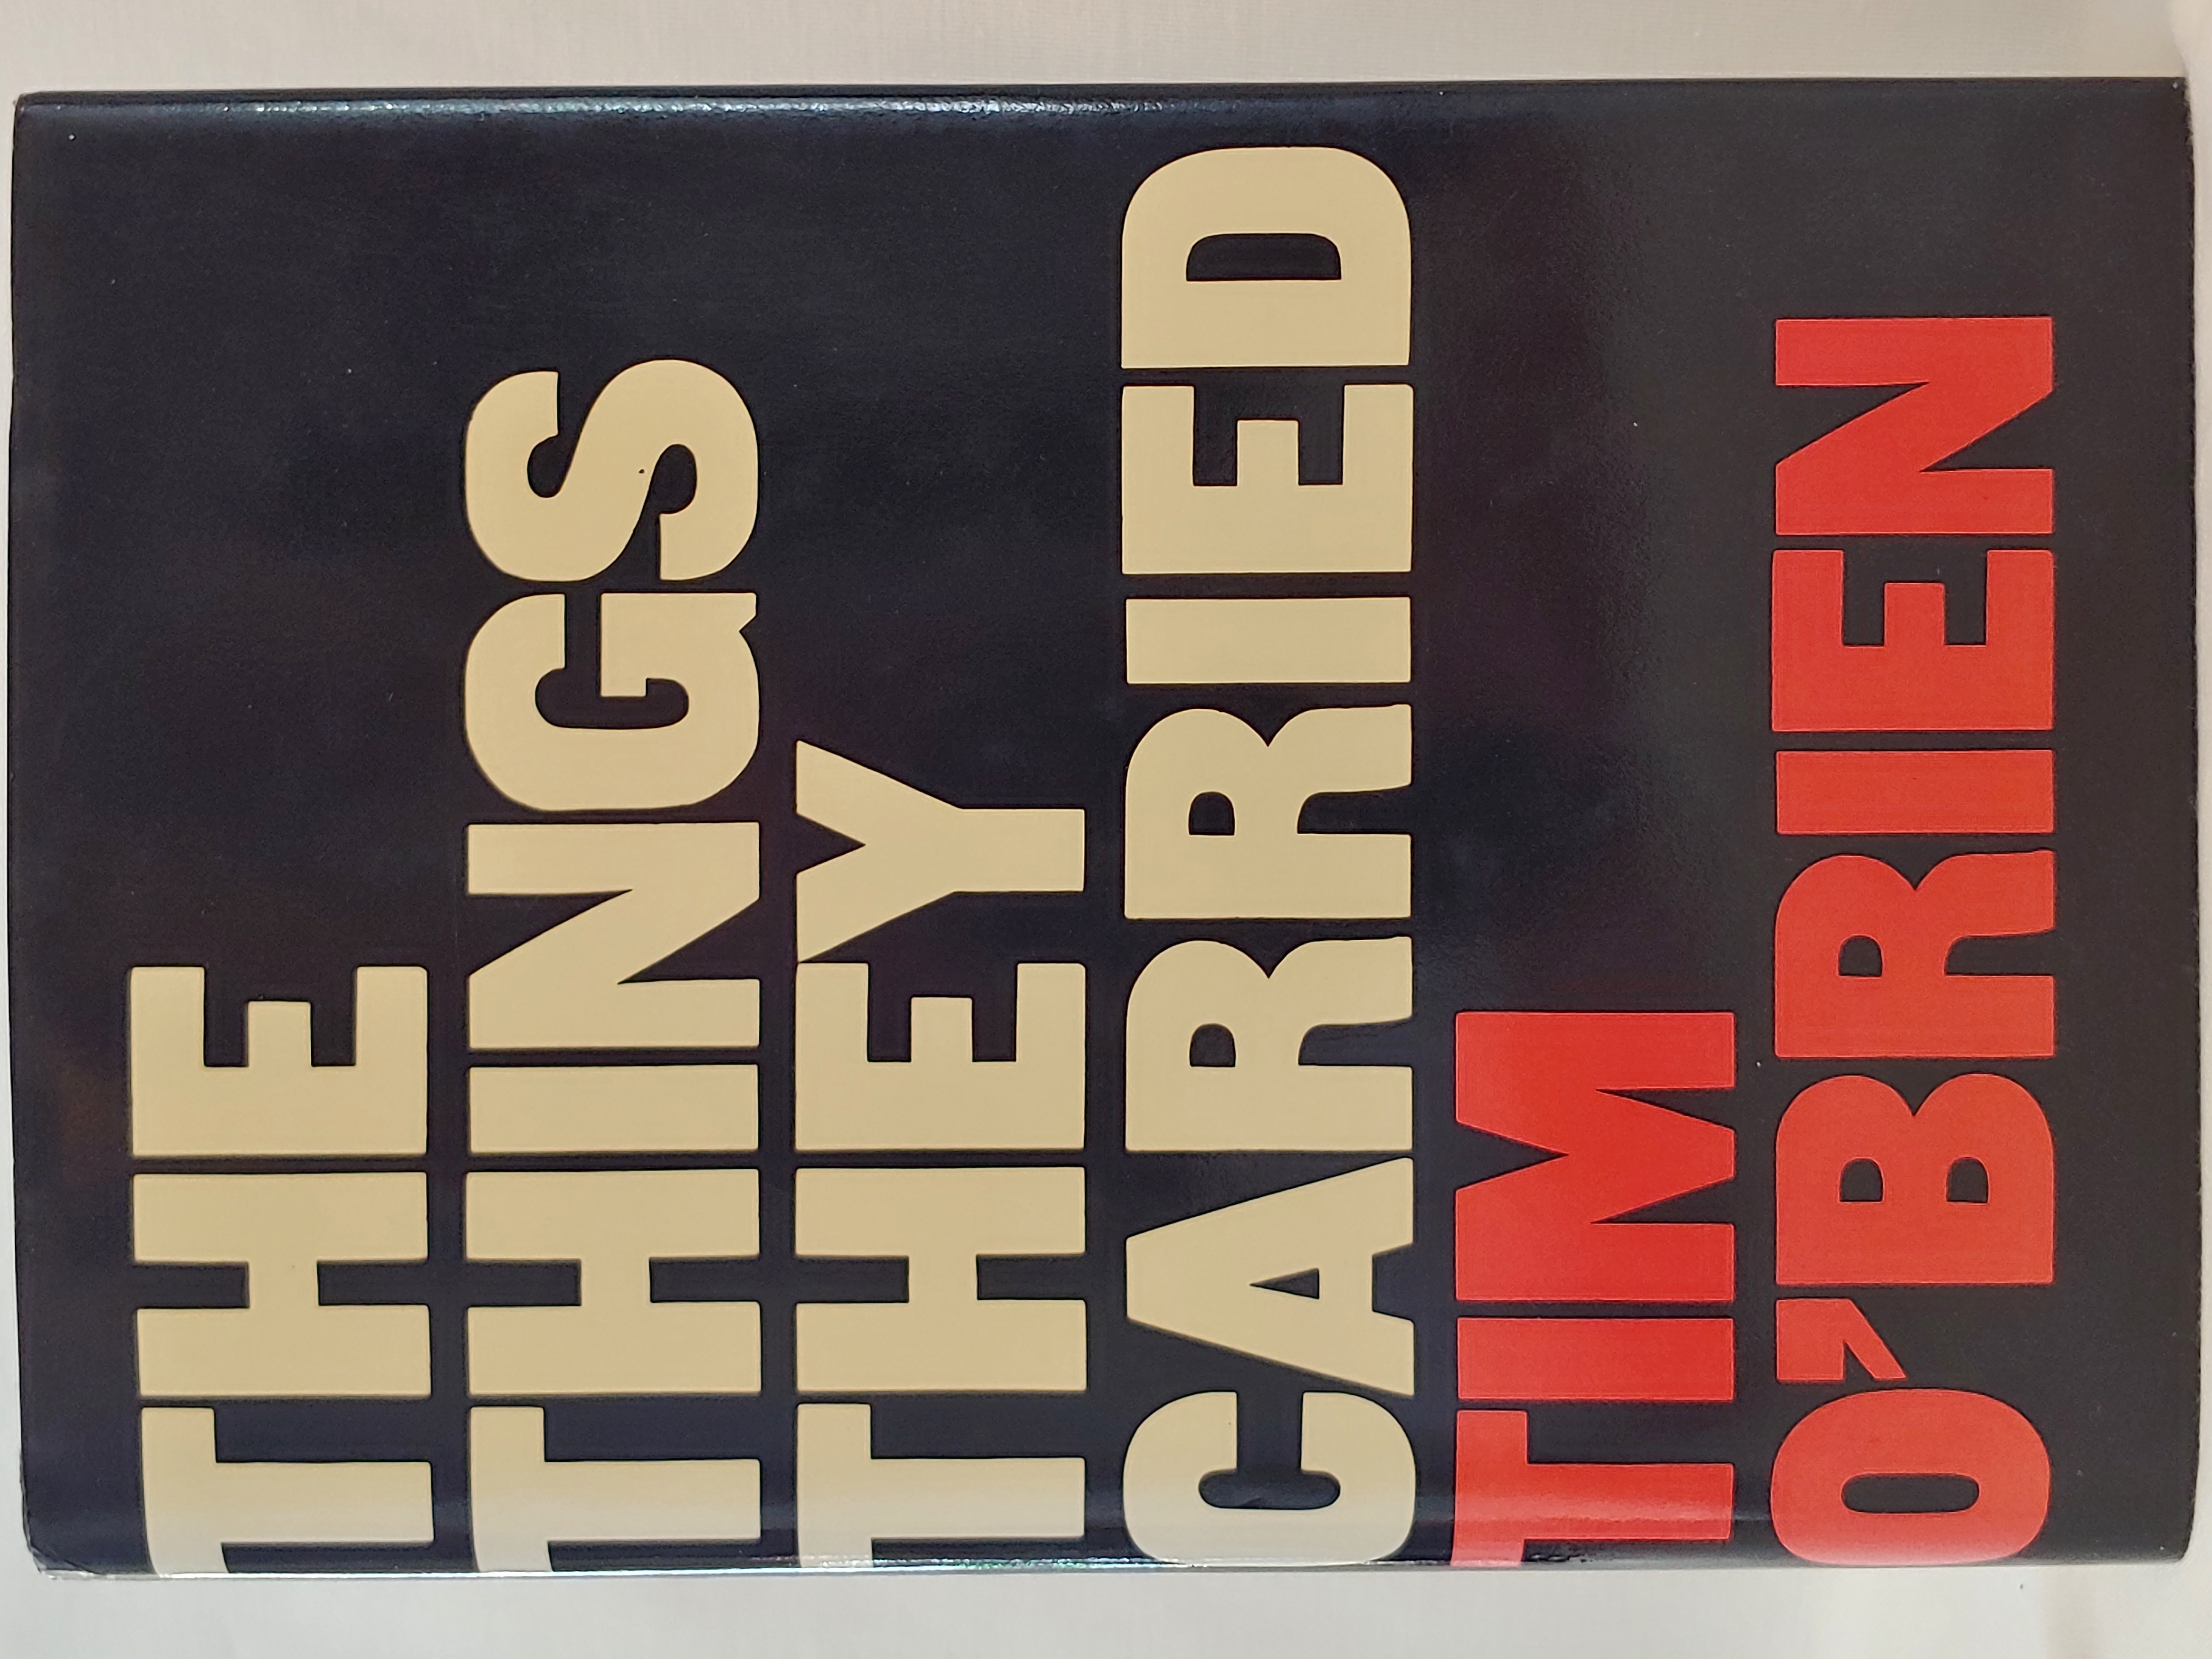 THE
THINGS
THEY
CARRIED
TIM
O'BRIEN